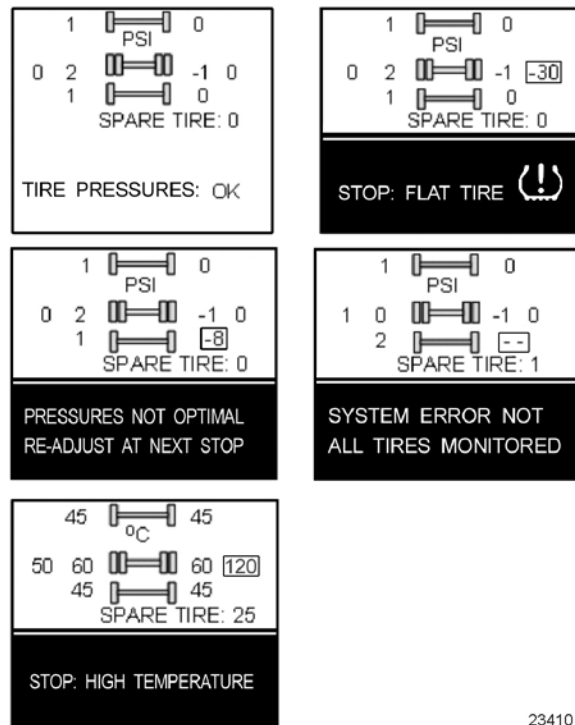 1 0
PSI
0 2 -1 0
1 0
SPARE TIRE: 0
TIRE PRESSURES: OK
1 0
PSI
0 2 -1 -30
1 0
SPARE TIRE: 0
STOP: FLAT TIRE (!)
1 0
PSI
0 2 -1 0
1 -8
SPARE TIRE: 0
PRESSURES NOT OPTIMAL
RE-ADJUST AT NEXT STOP
1 0
PSI
1 0 -1 0
2 --
SPARE TIRE: 1
SYSTEM ERROR NOT
ALL TIRES MONITORED
45 45
ºC
50 60 60 120
45 45
SPARE TIRE: 25
STOP: HIGH TEMPERATURE
23410